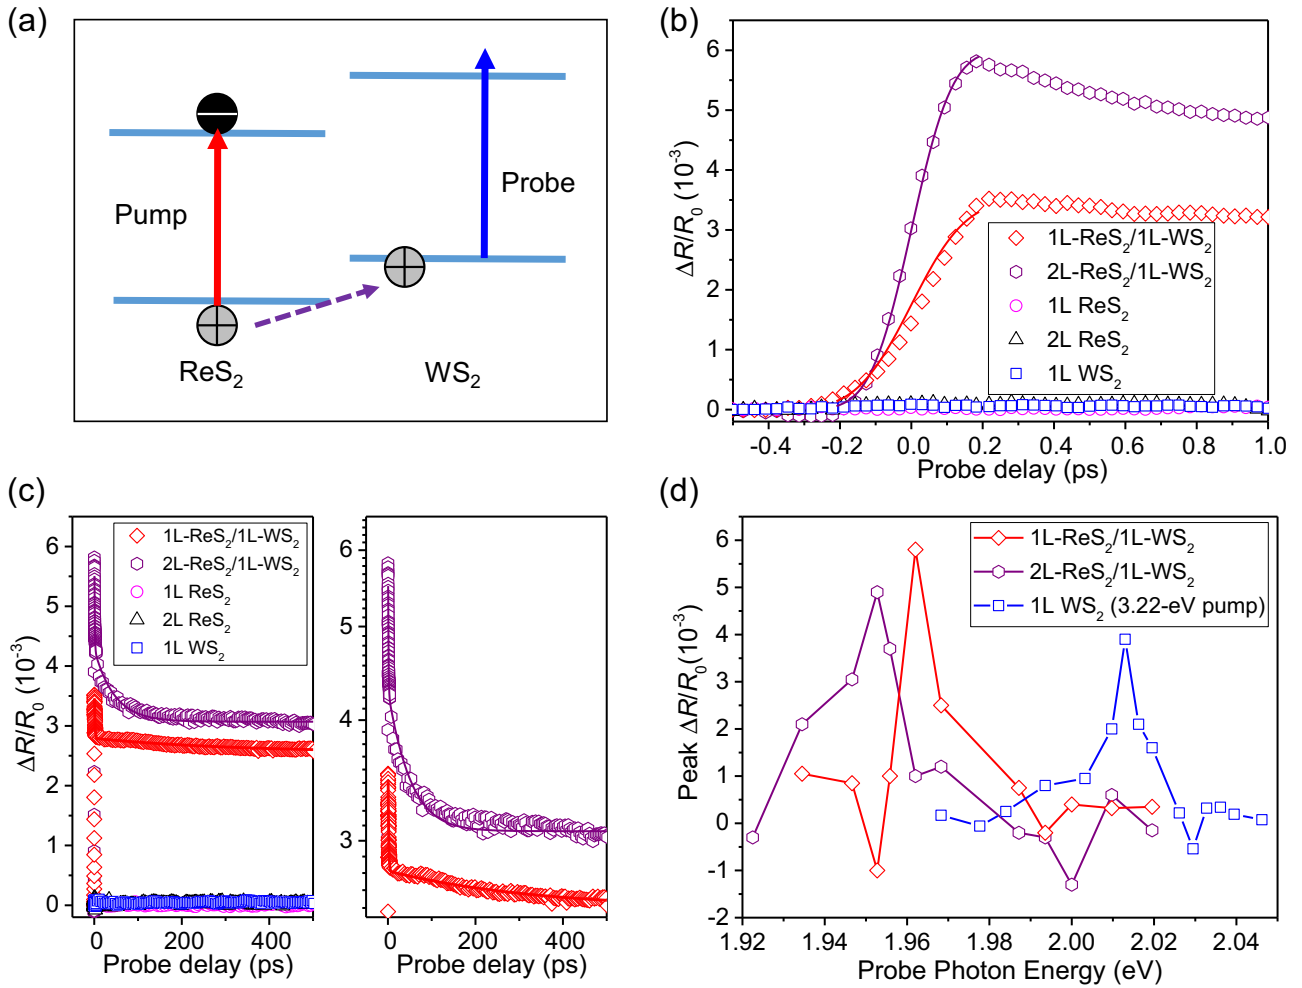 (a)
Pump
Probe
ReS2
WS2
(b)
ΔR/R0 (10-3)
6
5
4
3
2
1
0
1L-ReS2/1L-WS2
2L-ReS2/1L-WS2
1L ReS2
2L ReS2
1L WS2
-0.4 -0.2 0.0 0.2 0.4 0.6 0.8 1.0
Probe delay (ps)
(c)
ΔR/R0 (10-3)
6
5
4
3
2
1
0
1L-ReS2/1L-WS2
2L-ReS2/1L-WS2
1L ReS2
2L ReS2
1L WS2
0 200 400
Probe delay (ps)
6
5
4
3
0 200 400
Probe delay (ps)
(d)
Peak ΔR/R0(10-3)
6
5
4
3
2
1
0
-1
-2
1L-ReS2/1L-WS2
2L-ReS2/1L-WS2
1L WS2 (3.22-eV pump)
1.92 1.94 1.96 1.98 2.00 2.02 2.04
Probe Photon Energy (eV)